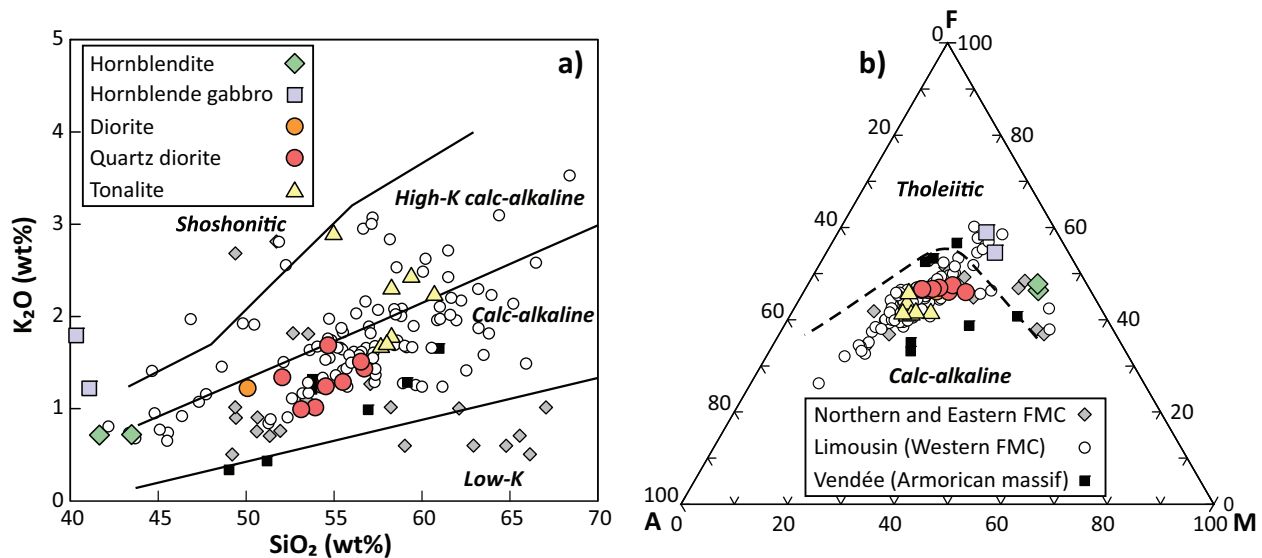 a)
5
4
3
2
1
0
K₂O (wt%)
Hornblendite
Hornblende gabbro
Diorite
Quartz diorite
Tonalite
Shoshonitic
High-K calc-alkaline
Calc-alkaline
Low-K
40
45
50
55
60
65
70
SiO₂ (wt%)
b)
F
0
100
20
80
40
60
60
40
80
20
100
0
Tholeiitic
Calc-alkaline
Northern and Eastern FMC
Limousin (Western FMC)
Vendée (Armorican massif)
A
0
20
40
60
80
100
M